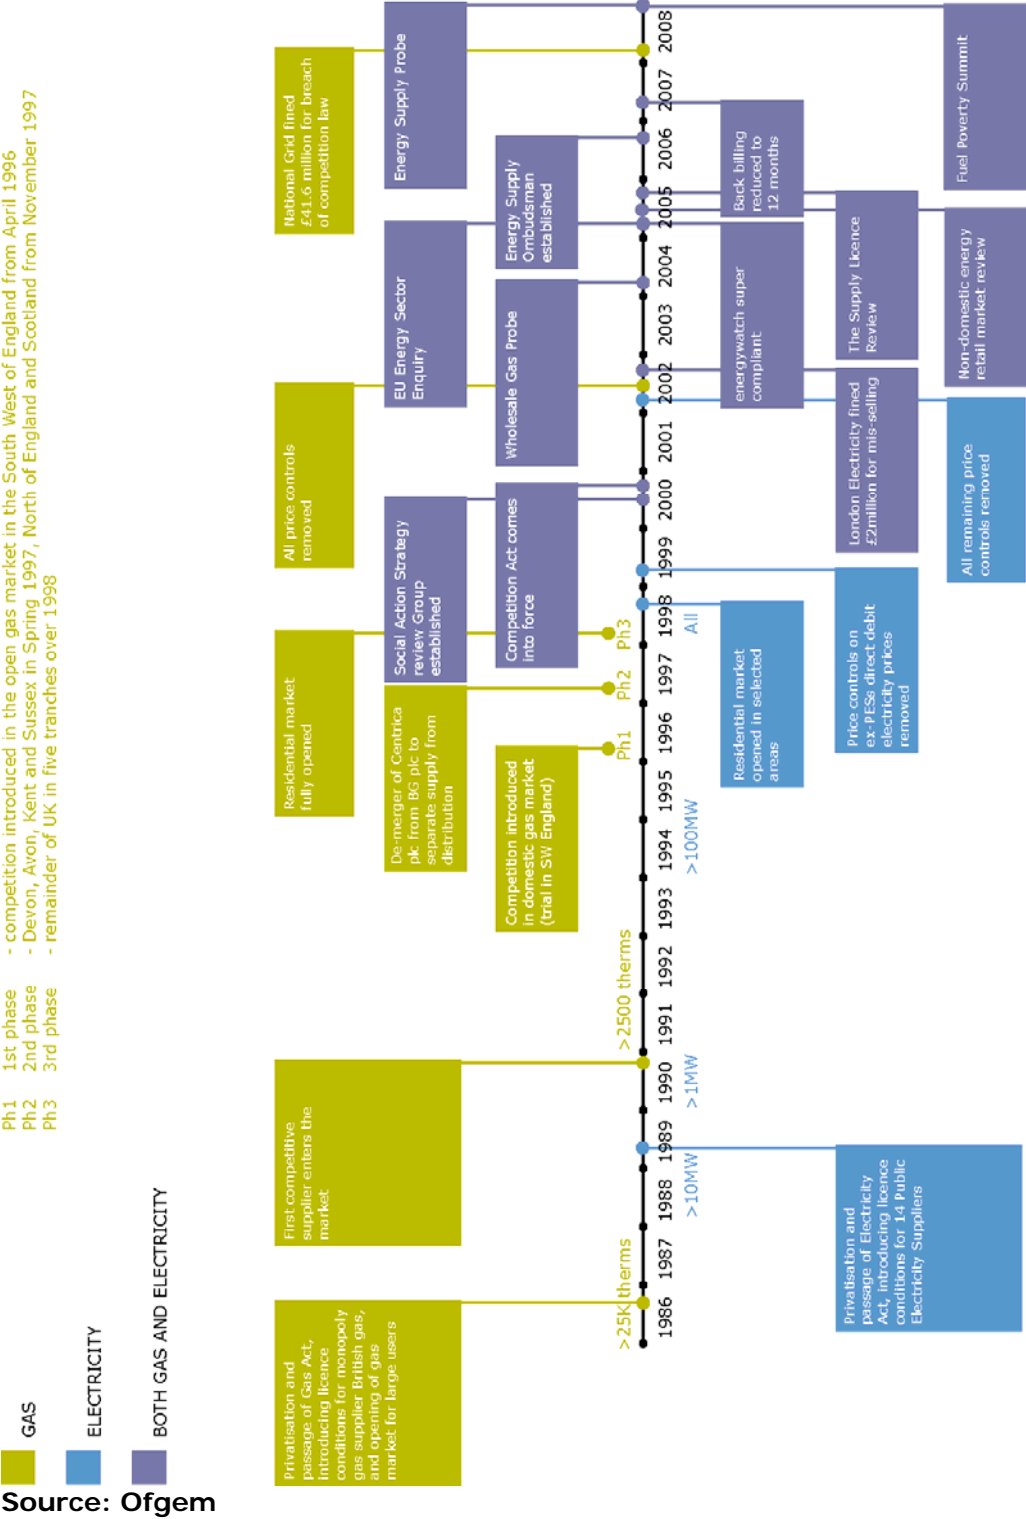 Ph1 1st phase - competition introduced in the open gas market in the South West of England from April 1996
Ph2 2nd phase - Devon, Avon, Kent and Sussex in Spring 1997, North of England and Scotland from November 1997
Ph3 3rd phase - remainder of UK in five tranches over 1998
GAS
ELECTRICITY
BOTH GAS AND ELECTRICITY
Privatisation and
passage of Gas Act,
introducing licence
conditions for monopoly
gas supplier British gas,
and opening of gas
market for large users
First competitive
supplier enters the
market
Residential market
fully opened
All price controls
removed
National Grid fined
£41.6 million for breach
of competition law
De-merger of Centrica
plc from BG plc to
separate supply from
distribution
Social Action Strategy
review Group
established
EU Energy Sector
Enquiry
Energy Supply Probe
Competition introduced
in domestic gas market
(trial in SW England)
Competition Act comes
into force
Wholesale Gas Probe
Energy Supply
Ombudsman
established
>25K therms
>2500 therms
Ph1
Ph2
Ph3
1986
1987
1988
1989
1990
1991
1992
1993
1994
1995
1996
1997
1998
1999
2000
2001
2002
2003
2004
2005
2006
2007
2008
>10MW
>1MW
>100MW
All
Residential market
opened in selected
areas
energywatch super
compliant
Back billing
reduced to
12 months
Privatisation and
passage of Electricity
Act, introducing licence
conditions for 14 Public
Electricity Suppliers
Price controls on
ex-PESs direct debit
electricity prices
removed
London Electricity fined
£2million for mis-selling
The Supply Licence
Review
All remaining price
controls removed
Non-domestic energy
retail market review
Fuel Poverty Summit
Source: Ofgem